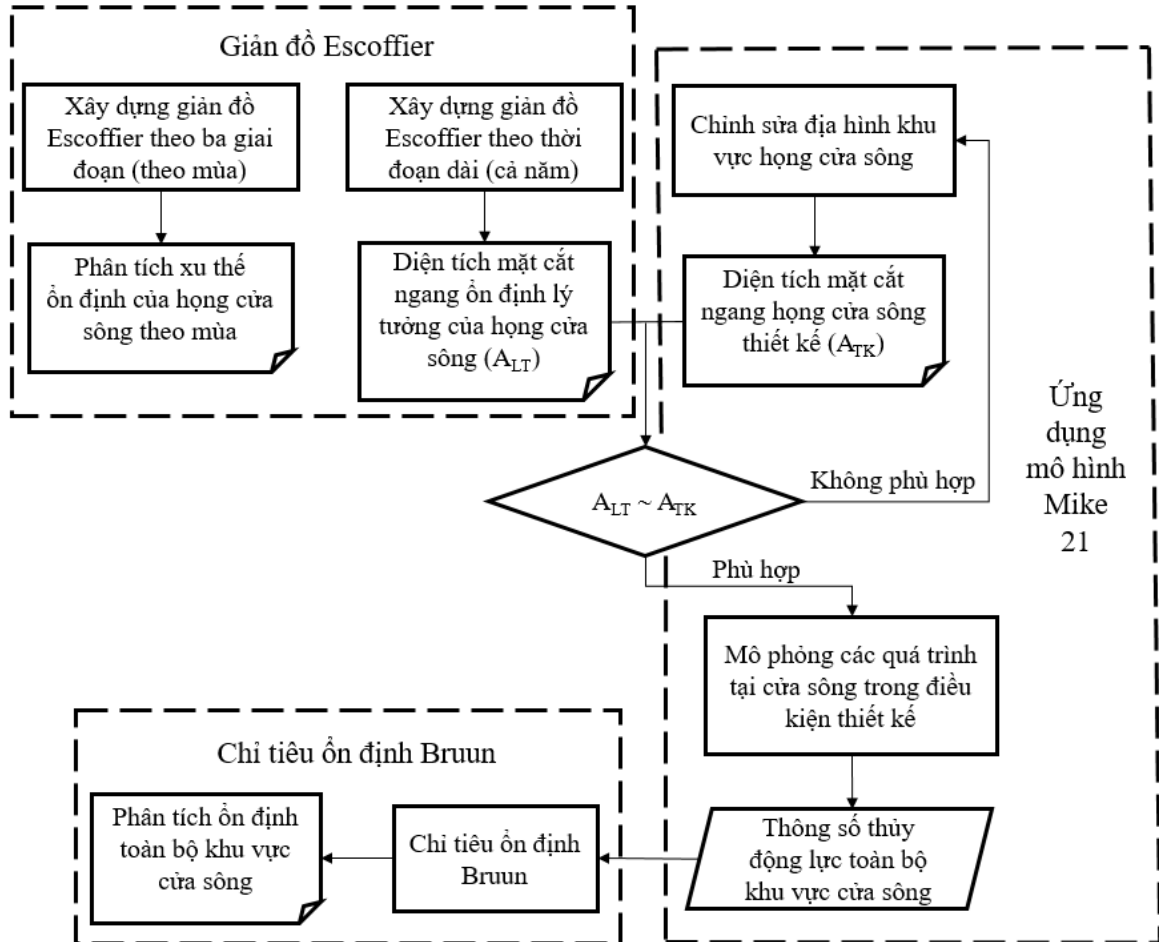 Giản đồ Escoffier
Xây dựng giản đồ
Escoffier theo ba giai
đoạn (theo mùa)
Xây dựng giản đồ
Escoffier theo thời
đoạn dài (cả năm)
Chỉnh sửa địa hình khu
vực họng cửa sông
Phân tích xu thế
ổn định của họng cửa
sông theo mùa
Diện tích mặt cắt
ngang ổn định lý
tưởng của họng cửa
sông (A_LT)
Diện tích mặt cắt
ngang họng cửa sông
thiết kế (A_TK)
Ứng
dụng
mô hình
Mike
21
A_LT ~ A_TK
Không phù hợp
Phù hợp
Mô phỏng các quá trình
tại cửa sông trong điều
kiện thiết kế
Chỉ tiêu ổn định Bruun
Phân tích ổn định
toàn bộ khu vực
cửa sông
Chỉ tiêu ổn định
Bruun
Thông số thủy
động lực toàn bộ
khu vực cửa sông